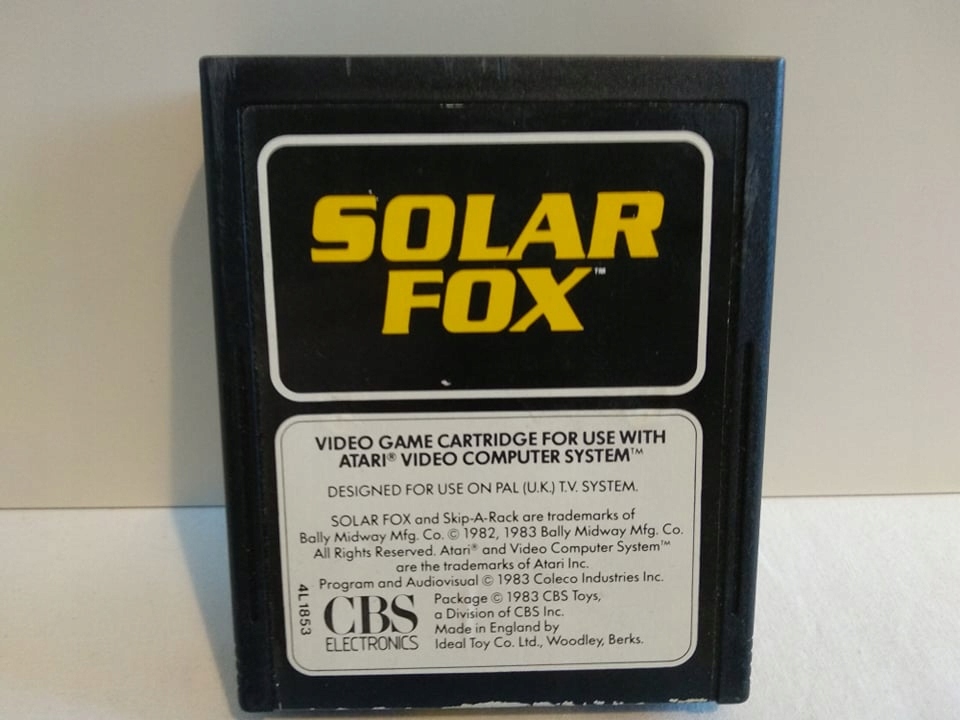 SOLAR
FOX™
VIDEO GAME CARTRIDGE FOR USE WITH
ATARI® VIDEO COMPUTER SYSTEM™
DESIGNED FOR USE ON PAL (U.K.) T.V. SYSTEM.
SOLAR FOX and Skip-A-Rack are trademarks of
Bally Midway Mfg. Co. © 1982, 1983 Bally Midway Mfg. Co.
All Rights Reserved. Atari® and Video Computer System™
are the trademarks of Atari Inc.
Program and Audiovisual © 1983 Coleco Industries Inc.
4L1853
CBS
ELECTRONICS
Package © 1983 CBS Toys,
a Division of CBS Inc.
Made in England by
Ideal Toy Co. Ltd., Woodley, Berks.